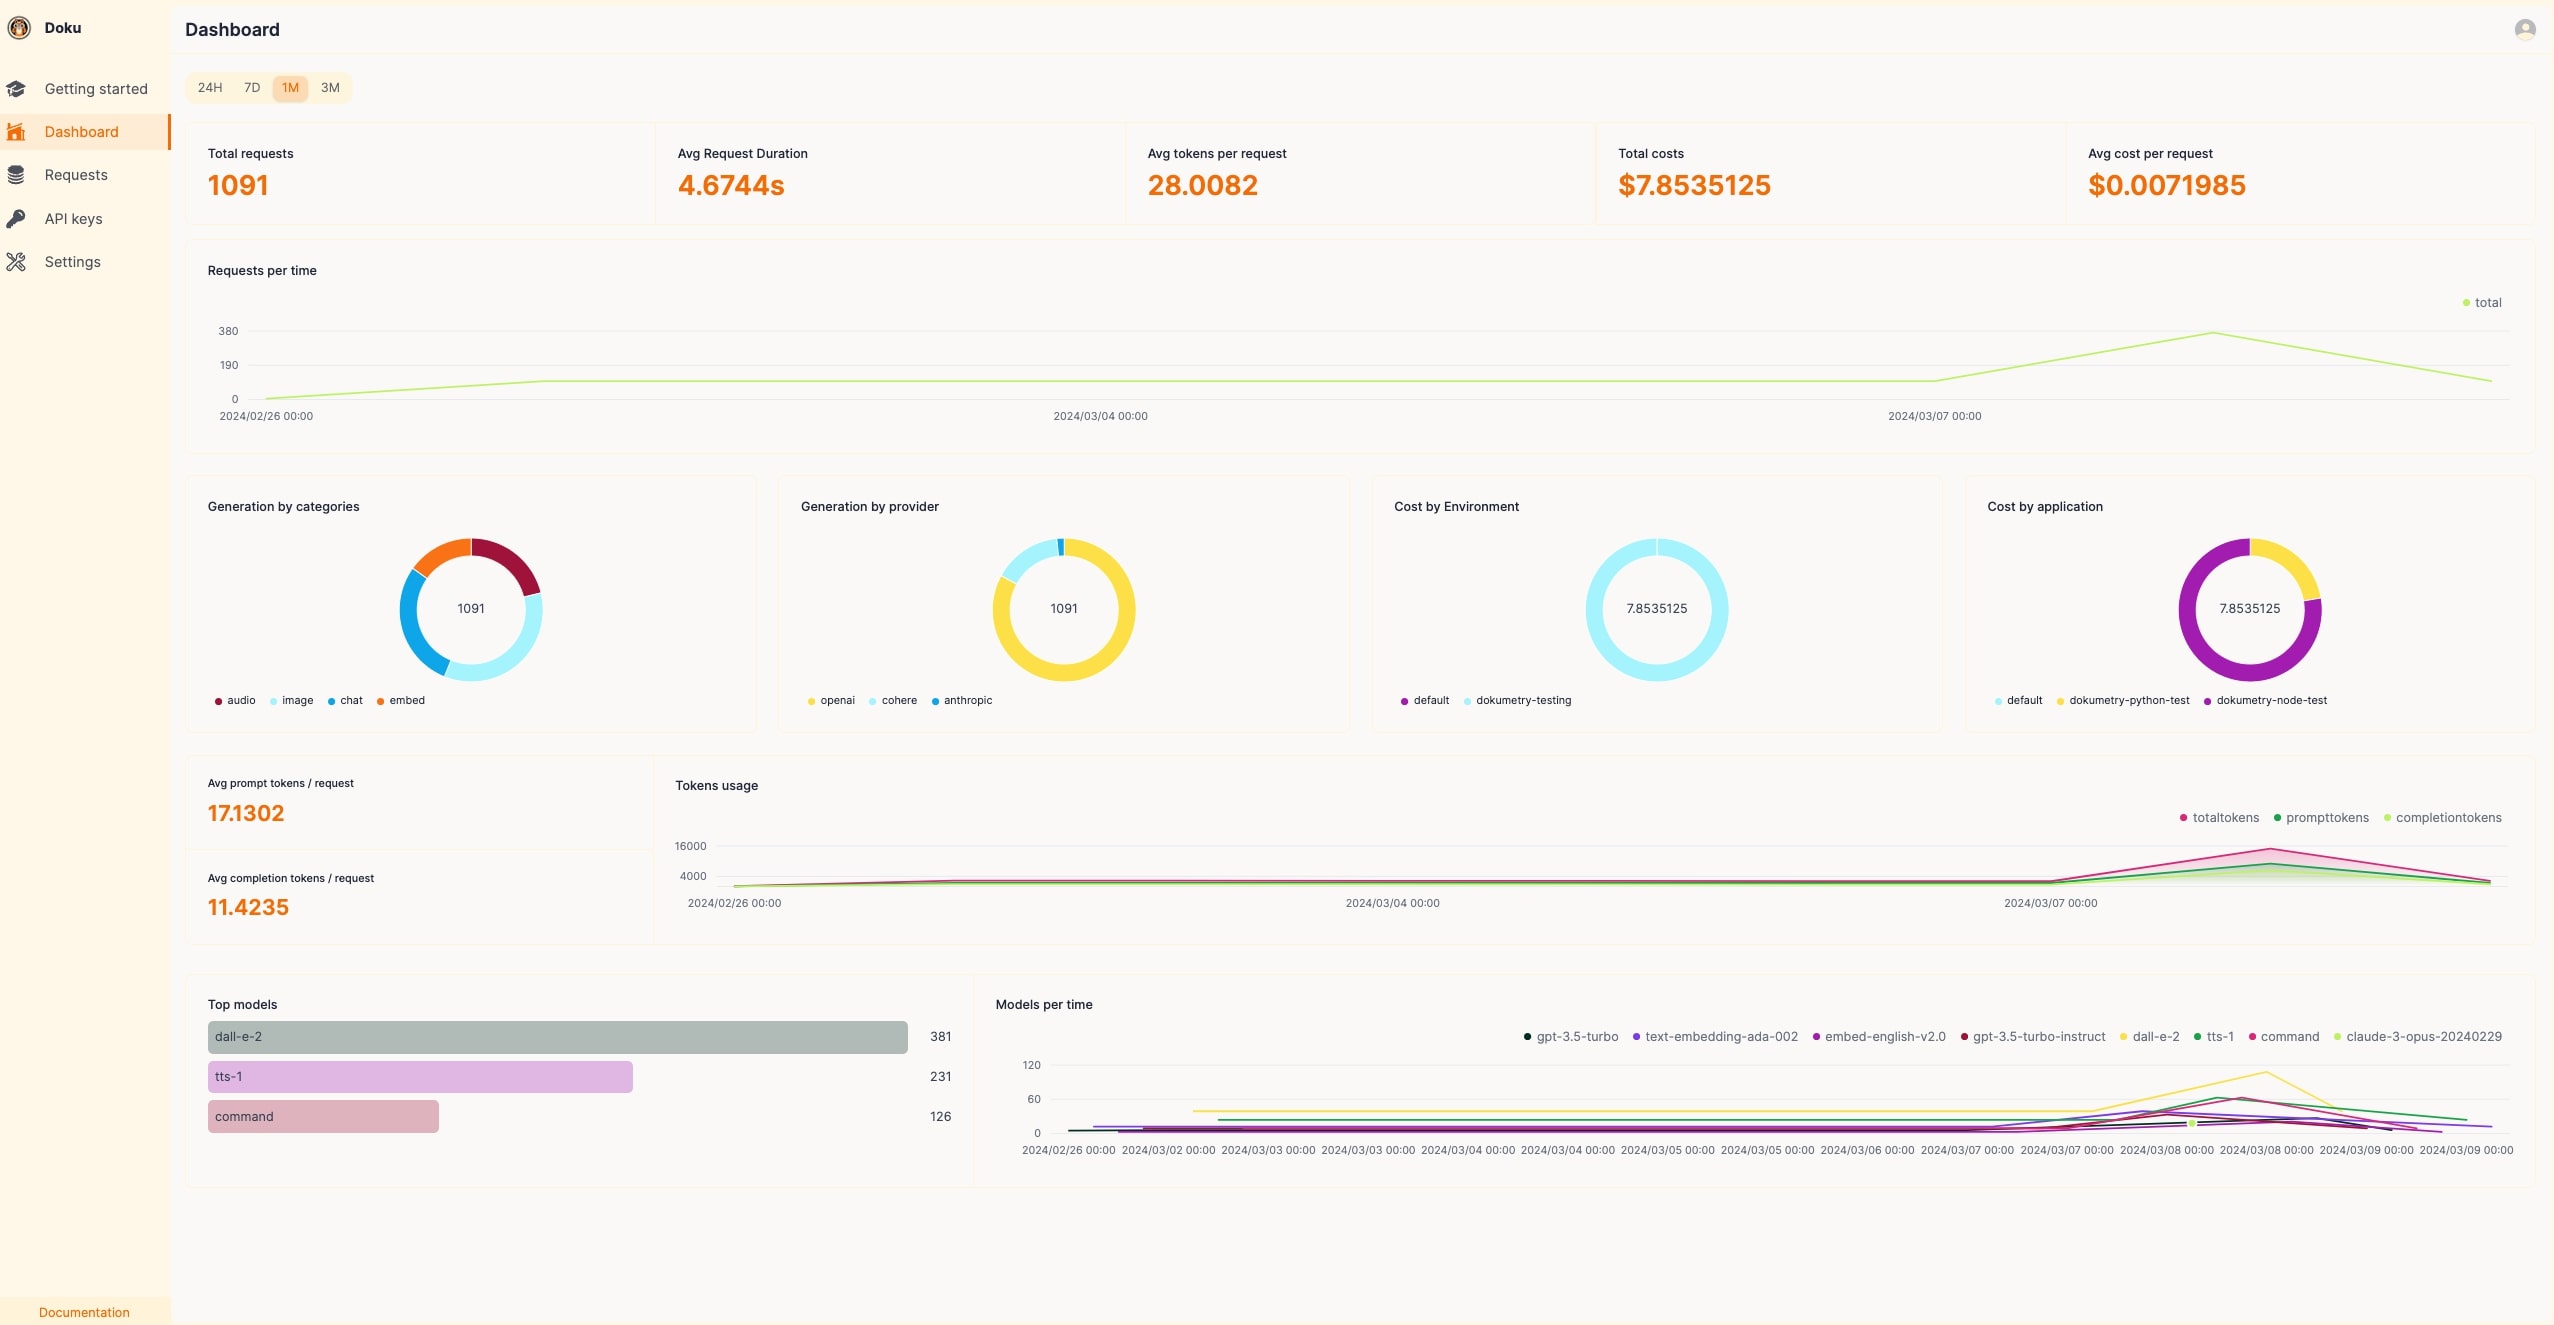 Doku
Getting started
Dashboard
Requests
API keys
Settings
Documentation
Dashboard
24H 7D 1M 3M
Total requests
1091
Avg Request Duration
4.6744s
Avg tokens per request
28.0082
Total costs
$7.8535125
Avg cost per request
$0.0071985
Requests per time
total
380
190
0
2024/02/26 00:00 2024/03/04 00:00 2024/03/07 00:00
Generation by categories
1091
audio image chat embed
Generation by provider
1091
openai cohere anthropic
Cost by Environment
7.8535125
default dokumetry-testing
Cost by application
7.8535125
default dokumetry-python-test dokumetry-node-test
Avg prompt tokens / request
17.1302
Avg completion tokens / request
11.4235
Tokens usage
totaltokens prompttokens completiontokens
16000
4000
2024/02/26 00:00 2024/03/04 00:00 2024/03/07 00:00
Top models
dall-e-2 381
tts-1 231
command 126
Models per time
gpt-3.5-turbo text-embedding-ada-002 embed-english-v2.0 gpt-3.5-turbo-instruct dall-e-2 tts-1 command claude-3-opus-20240229
120
60
0
2024/02/26 00:00 2024/03/02 00:00 2024/03/03 00:00 2024/03/03 00:00 2024/03/04 00:00 2024/03/04 00:00 2024/03/05 00:00 2024/03/05 00:00 2024/03/06 00:00 2024/03/07 00:00 2024/03/07 00:00 2024/03/08 00:00 2024/03/08 00:00 2024/03/09 00:00 2024/03/09 00:00